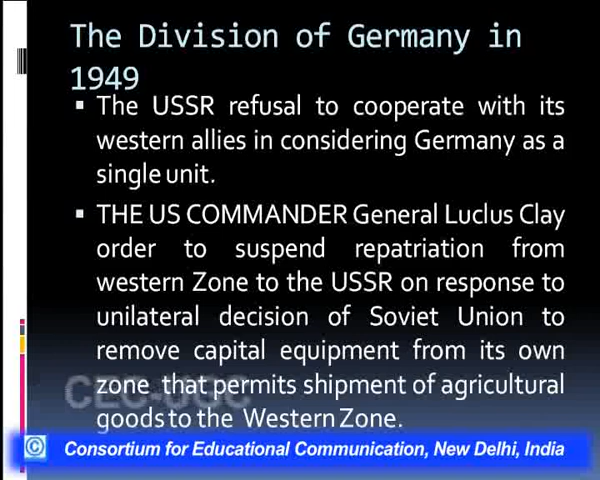 The Division of Germany in
1949
▪ The USSR refusal to cooperate with its
western allies in considering Germany as a
single unit.
▪ THE US COMMANDER General Luclus Clay
order to suspend repatriation from
western Zone to the USSR on response to
unilateral decision of Soviet Union to
remove capital equipment from its own
zone that permits shipment of agricultural
goods to the Western Zone.
CEC-UGC
© Consortium for Educational Communication, New Delhi, India